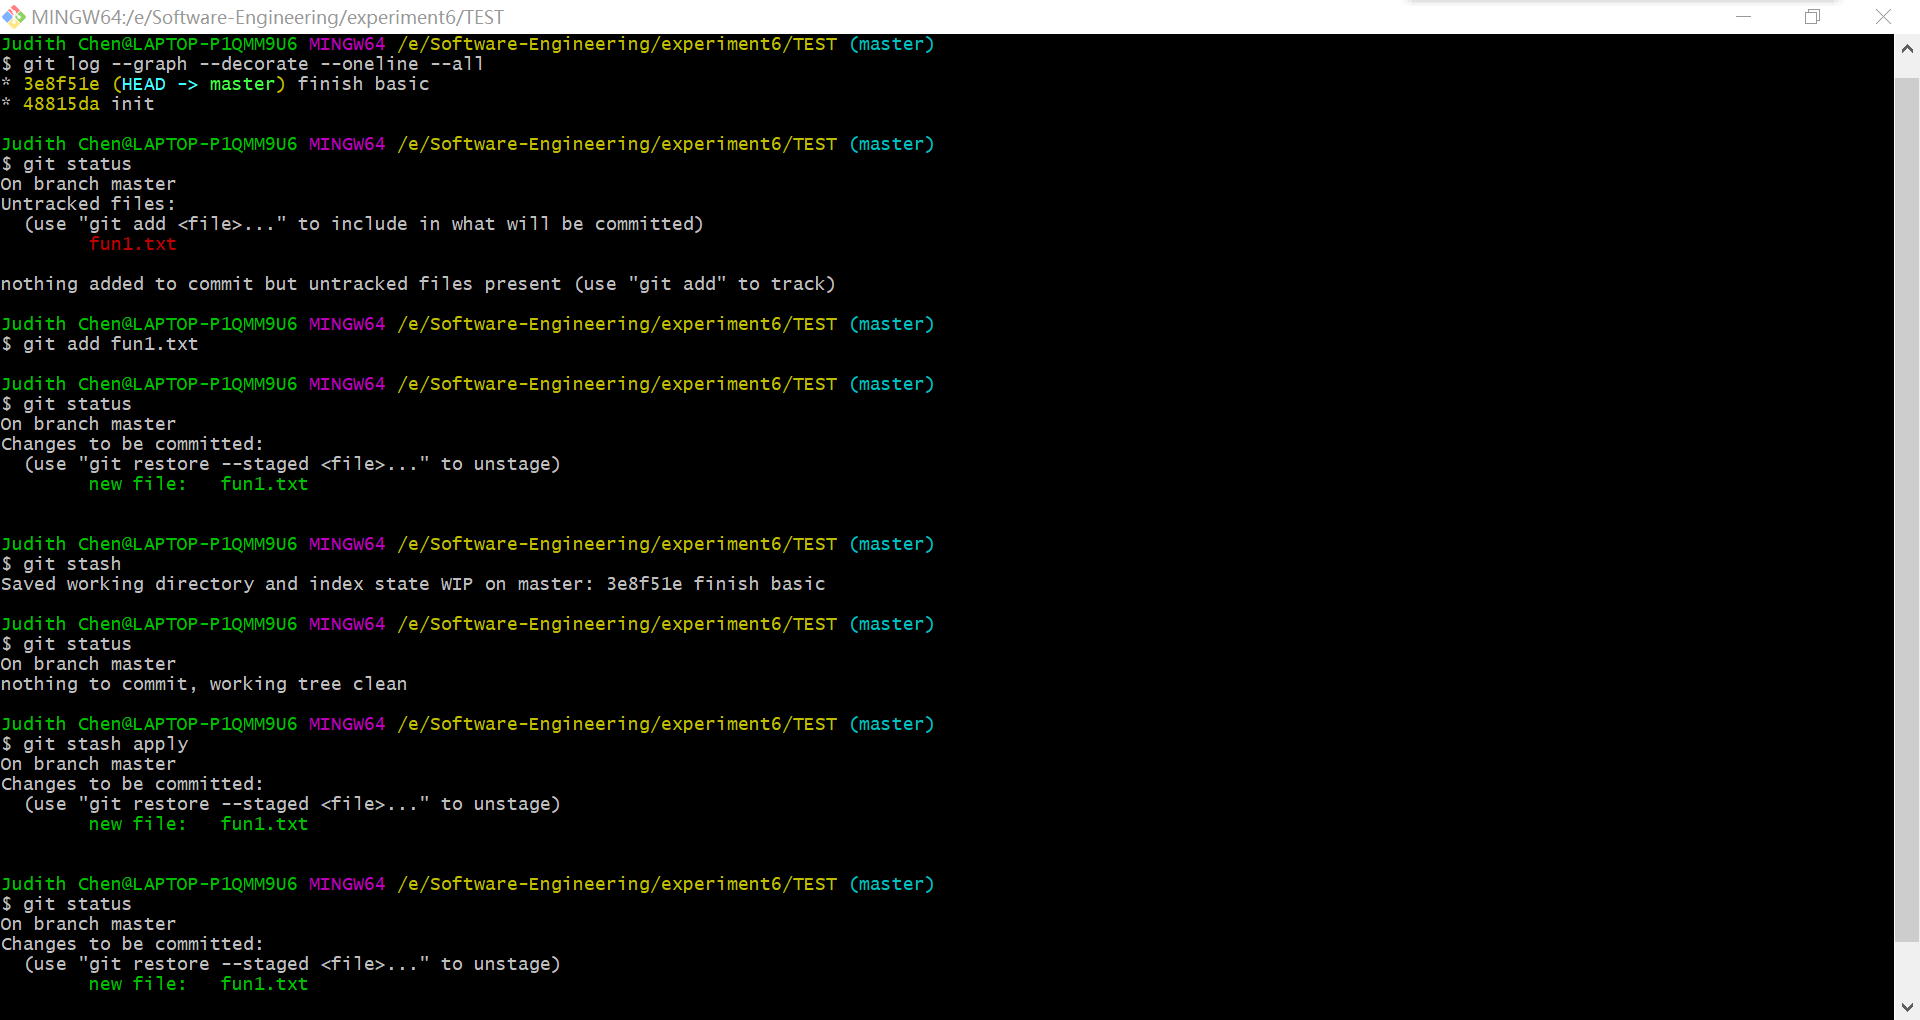 MINGW64:/e/Software-Engineering/experiment6/TEST
Judith Chen@LAPTOP-P1QMM9U6 MINGW64 /e/Software-Engineering/experiment6/TEST (master)
$ git log --graph --decorate --oneline --all
* 3e8f51e (HEAD -> master) finish basic
* 48815da init
Judith Chen@LAPTOP-P1QMM9U6 MINGW64 /e/Software-Engineering/experiment6/TEST (master)
$ git status
On branch master
Untracked files:
  (use "git add <file>..." to include in what will be committed)
        fun1.txt
nothing added to commit but untracked files present (use "git add" to track)
Judith Chen@LAPTOP-P1QMM9U6 MINGW64 /e/Software-Engineering/experiment6/TEST (master)
$ git add fun1.txt
Judith Chen@LAPTOP-P1QMM9U6 MINGW64 /e/Software-Engineering/experiment6/TEST (master)
$ git status
On branch master
Changes to be committed:
  (use "git restore --staged <file>..." to unstage)
        new file:   fun1.txt
Judith Chen@LAPTOP-P1QMM9U6 MINGW64 /e/Software-Engineering/experiment6/TEST (master)
$ git stash
Saved working directory and index state WIP on master: 3e8f51e finish basic
Judith Chen@LAPTOP-P1QMM9U6 MINGW64 /e/Software-Engineering/experiment6/TEST (master)
$ git status
On branch master
nothing to commit, working tree clean
Judith Chen@LAPTOP-P1QMM9U6 MINGW64 /e/Software-Engineering/experiment6/TEST (master)
$ git stash apply
On branch master
Changes to be committed:
  (use "git restore --staged <file>..." to unstage)
        new file:   fun1.txt
Judith Chen@LAPTOP-P1QMM9U6 MINGW64 /e/Software-Engineering/experiment6/TEST (master)
$ git status
On branch master
Changes to be committed:
  (use "git restore --staged <file>..." to unstage)
        new file:   fun1.txt